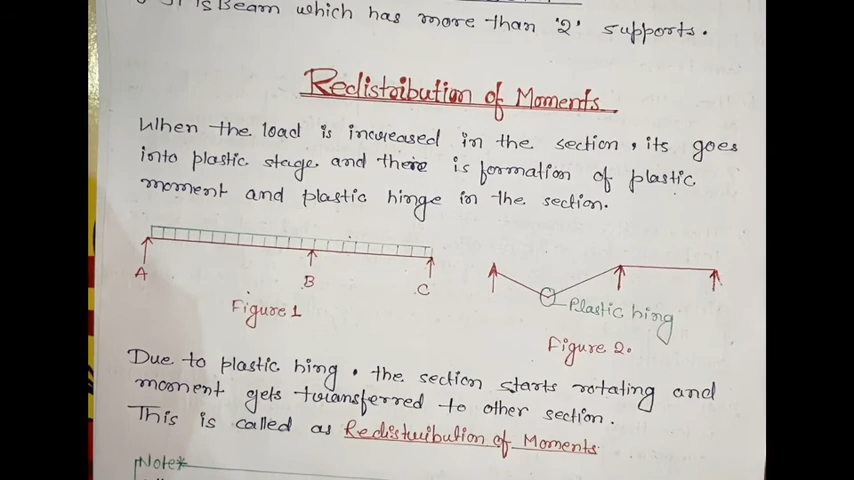 It is Beam which has more than '2' supports.
Redistribution of Moments
When the load is increased in the section, its goes
into plastic stage and there is formation of plastic
moment and plastic hinge in the section.
A
B
C
Figure 1
Plastic hing
Figure 2.
Due to plastic hing, the section starts rotating and
moment gets transferred to other section.
This is called as Redistribution of Moments
Note*